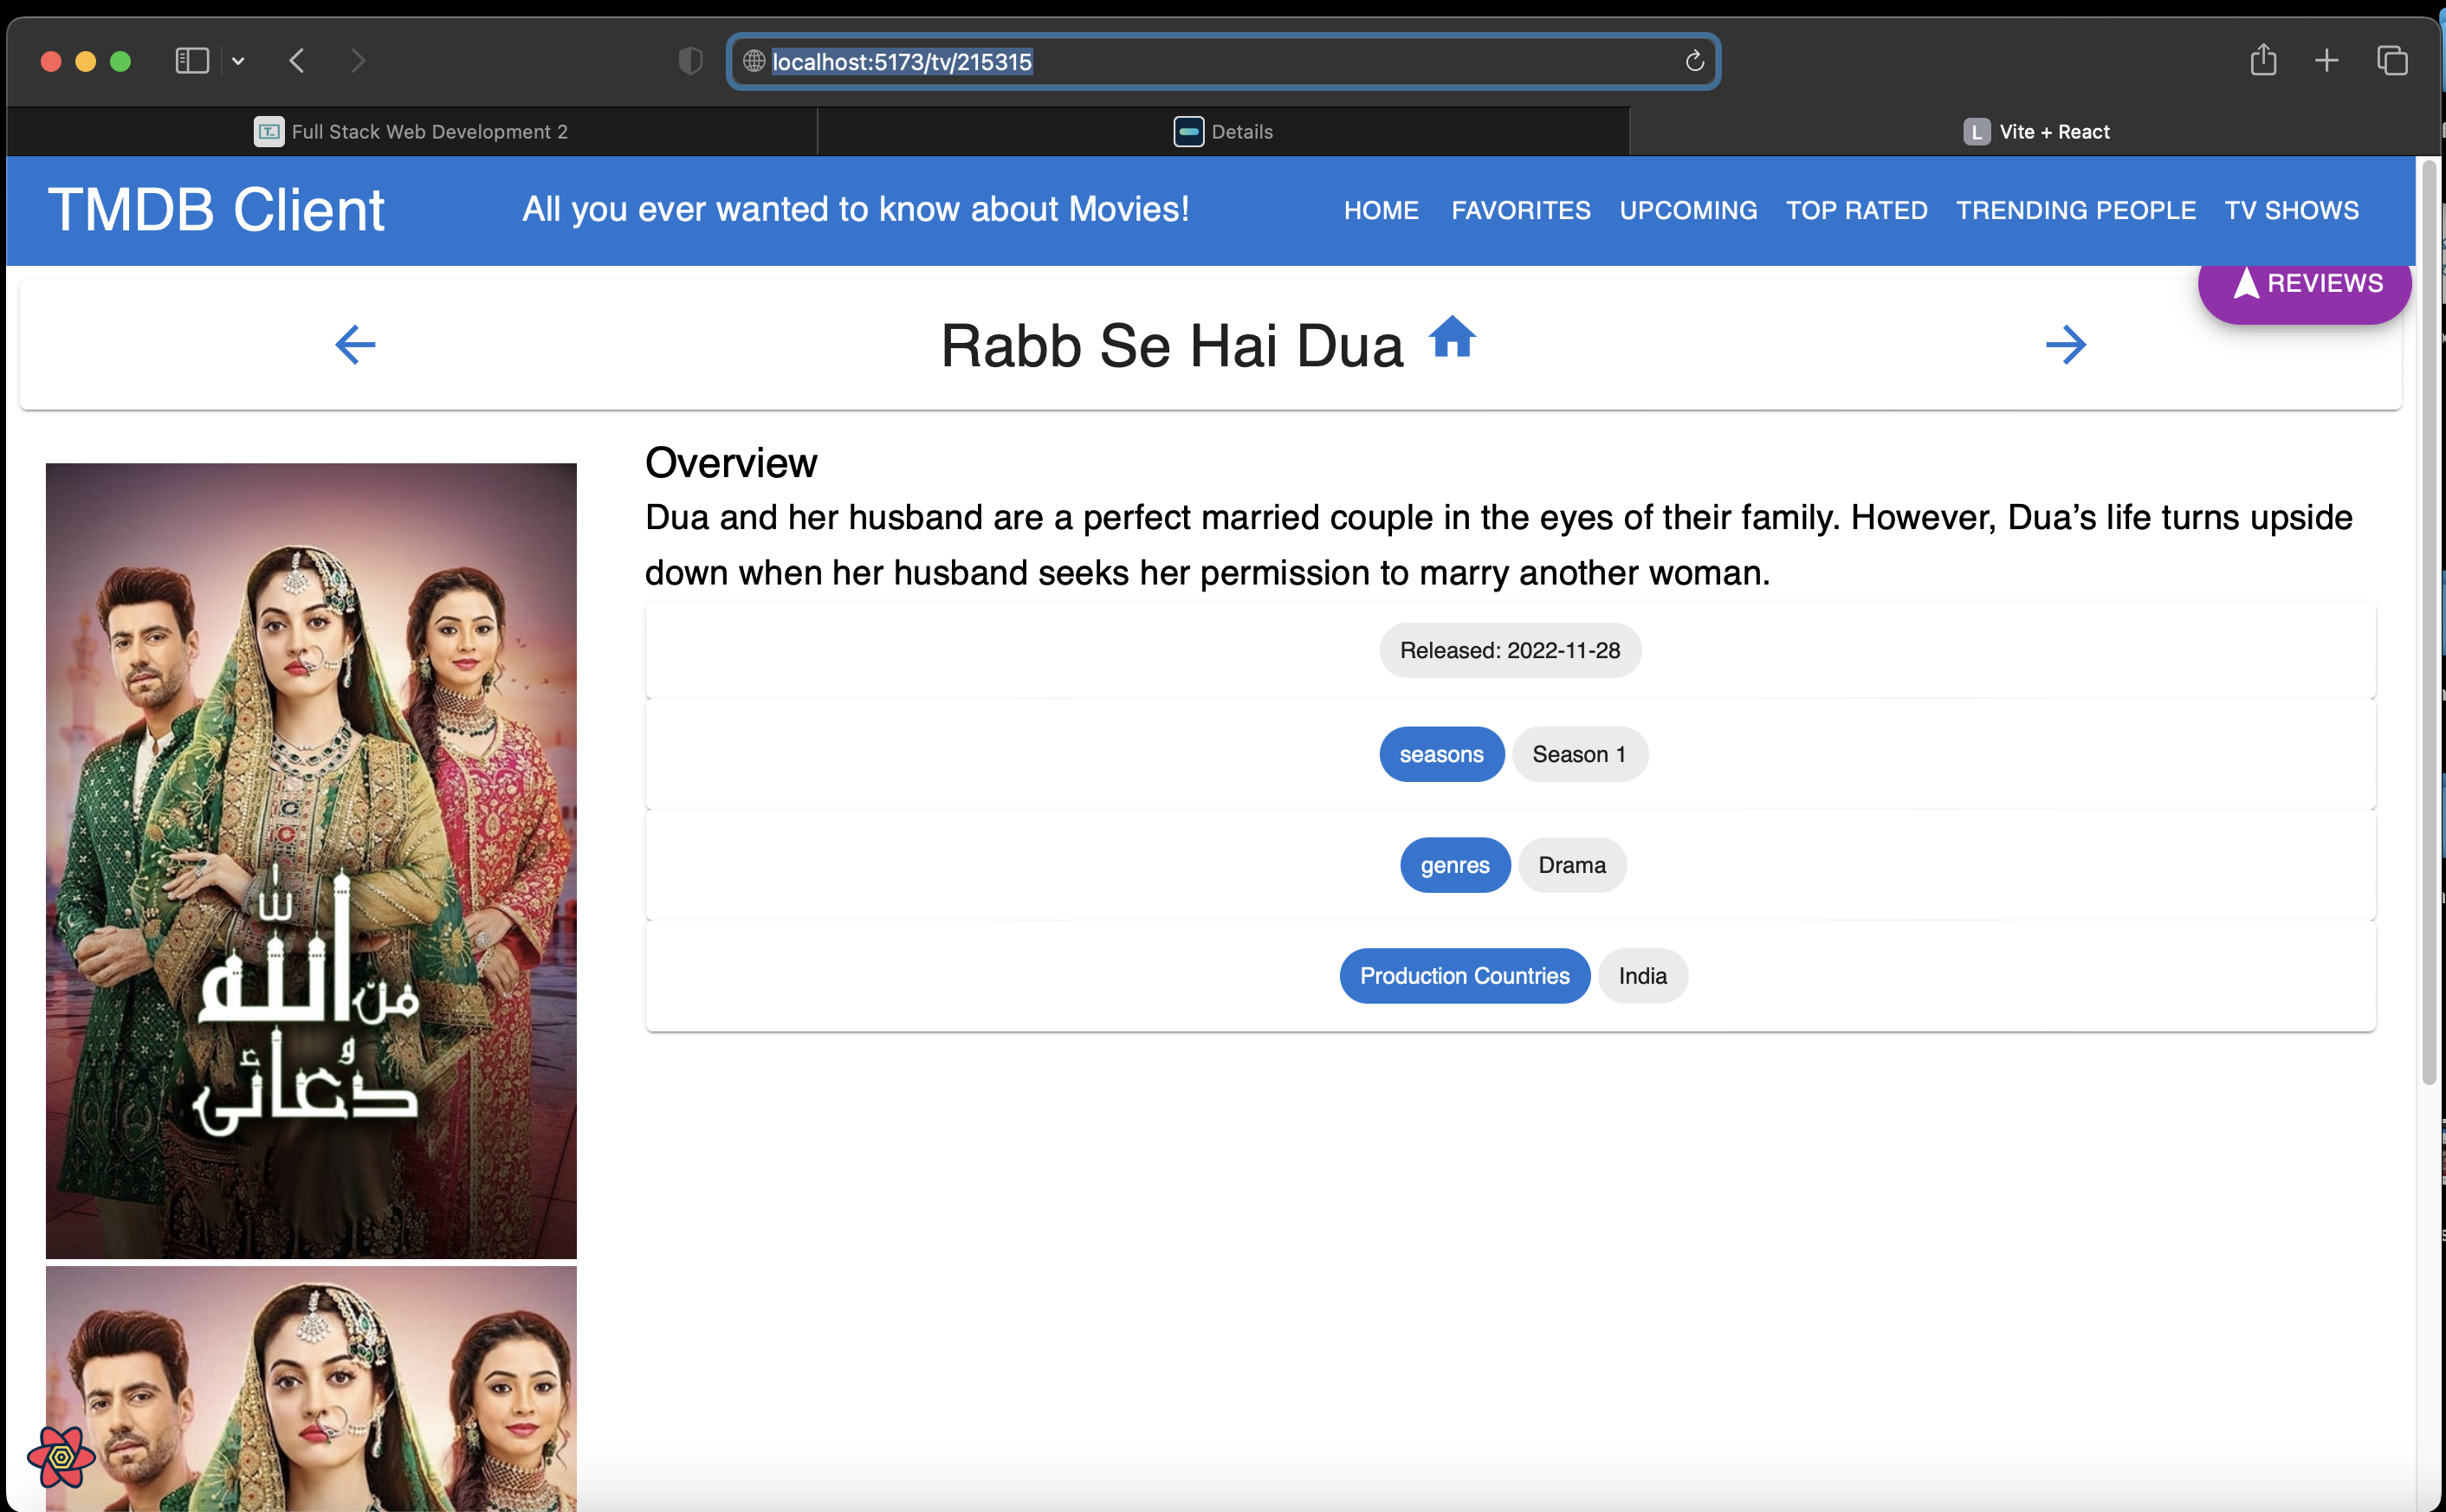 localhost:5173/tv/215315
Full Stack Web Development 2
Details
L Vite + React
TMDB Client
All you ever wanted to know about Movies!
HOME FAVORITES UPCOMING TOP RATED TRENDING PEOPLE TV SHOWS
REVIEWS
Rabb Se Hai Dua
Overview
Dua and her husband are a perfect married couple in the eyes of their family. However, Dua’s life turns upside
down when her husband seeks her permission to marry another woman.
Released: 2022-11-28
seasons Season 1
genres Drama
Production Countries India
من الله
دُعائي